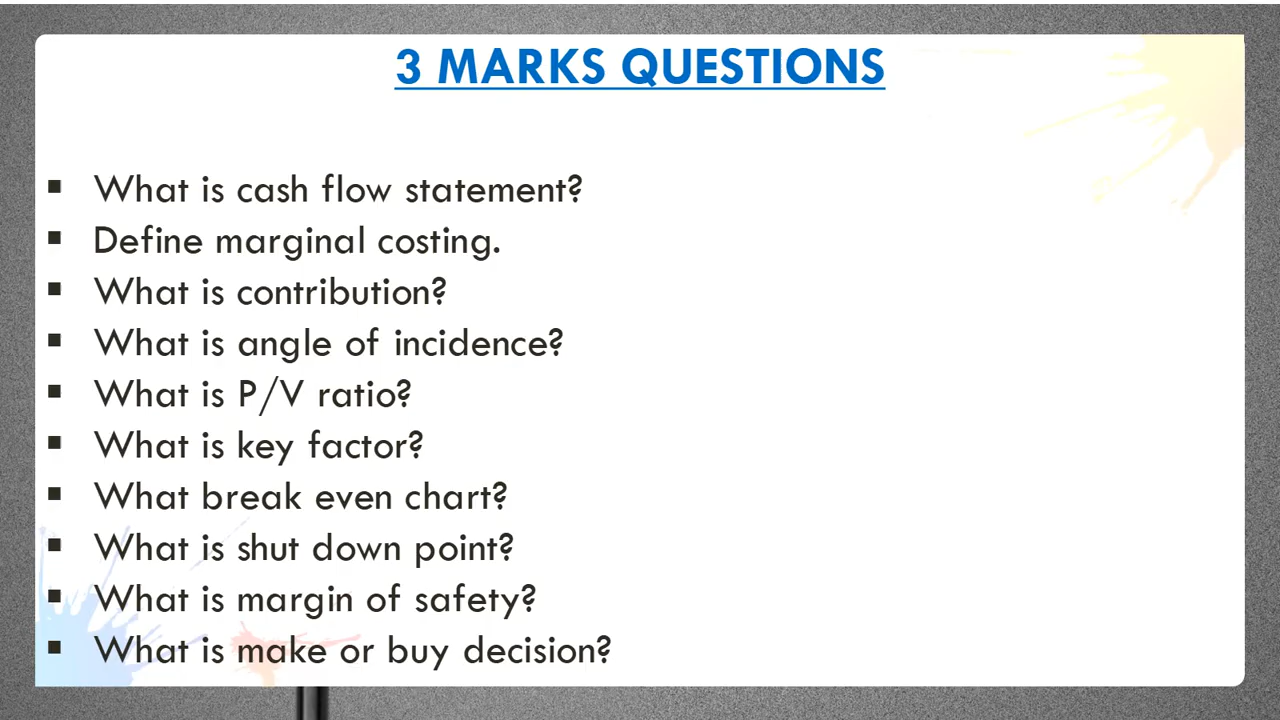 3 MARKS QUESTIONS
▪ What is cash flow statement?
▪ Define marginal costing.
▪ What is contribution?
▪ What is angle of incidence?
▪ What is P/V ratio?
▪ What is key factor?
▪ What break even chart?
▪ What is shut down point?
▪ What is margin of safety?
▪ What is make or buy decision?